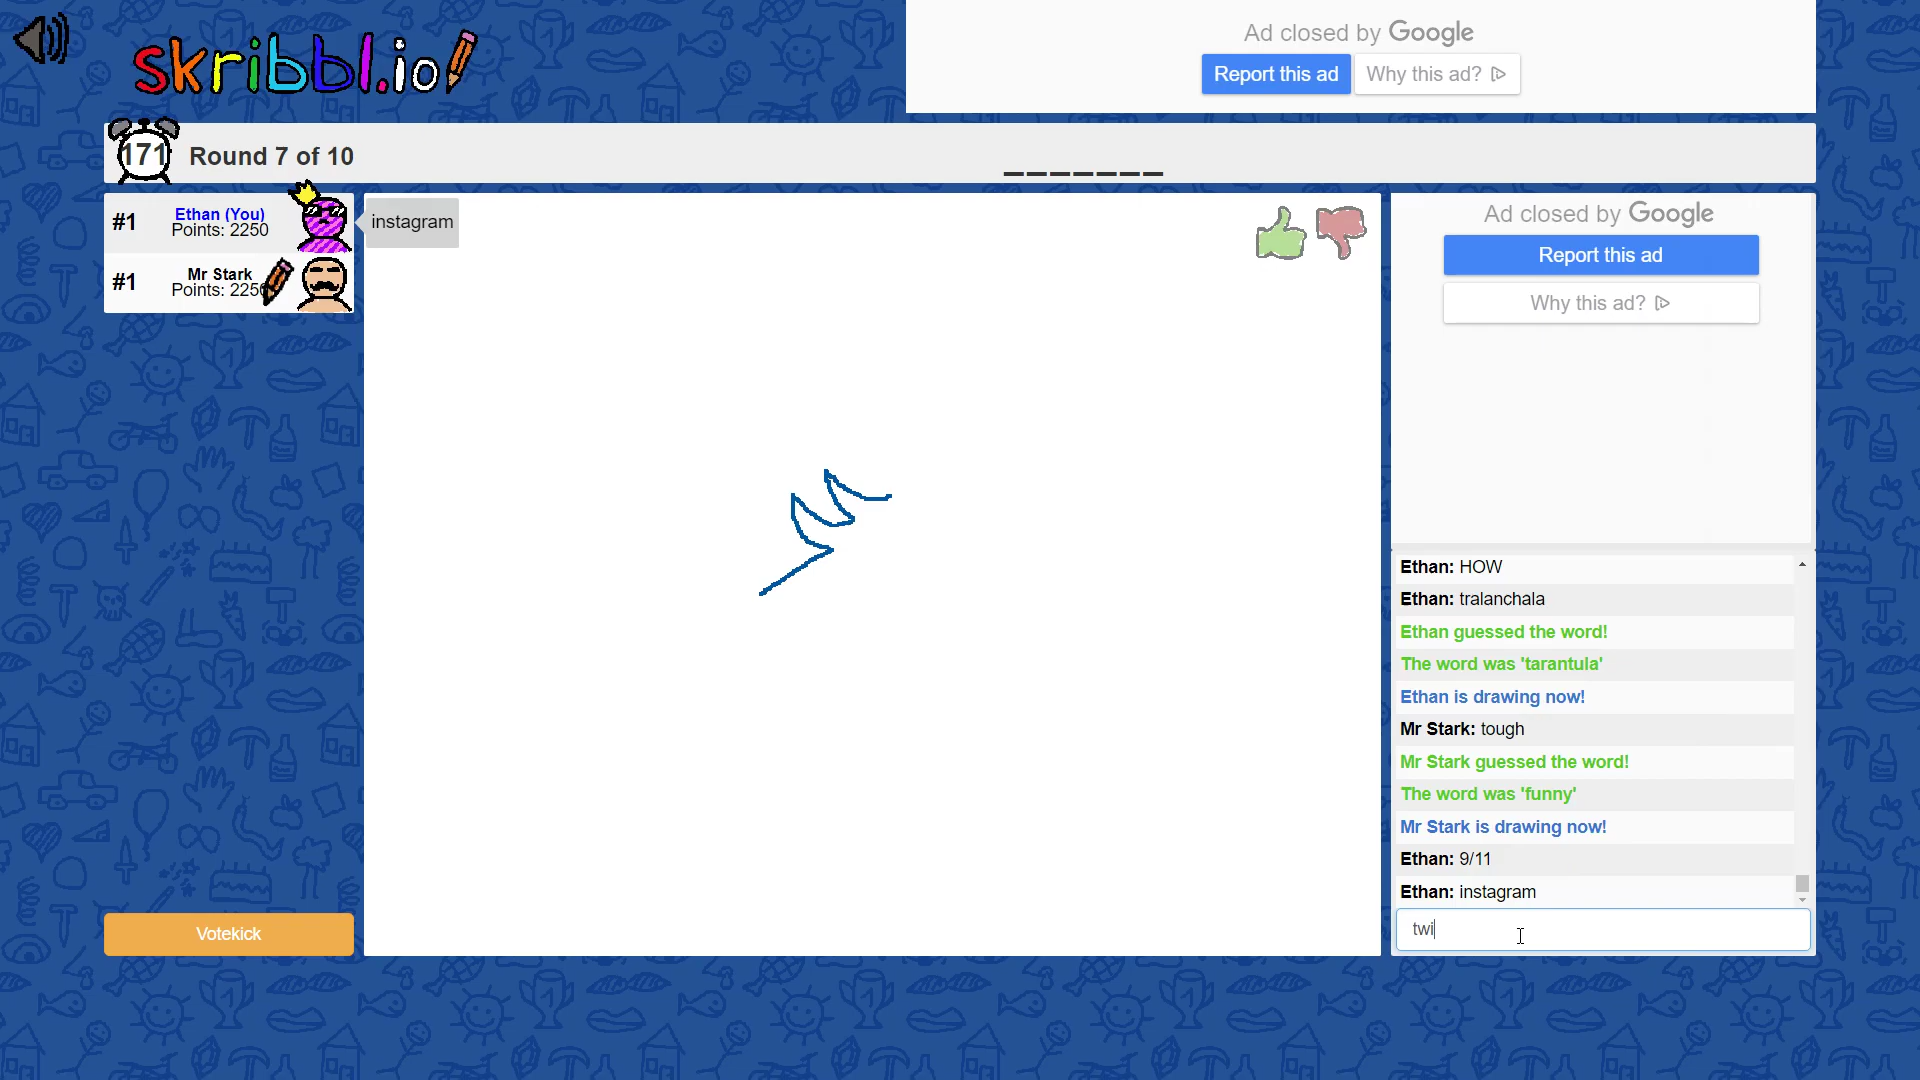 skribbl.io
Ad closed by Google
Report this ad
Why this ad?
171
Round 7 of 10
_______
#1
Ethan (You)
Points: 2250
instagram
#1
Mr Stark
Points: 2250
Votekick
Ad closed by Google
Report this ad
Why this ad?
Ethan: HOW
Ethan: tralanchala
Ethan guessed the word!
The word was 'tarantula'
Ethan is drawing now!
Mr Stark: tough
Mr Stark guessed the word!
The word was 'funny'
Mr Stark is drawing now!
Ethan: 9/11
Ethan: instagram
twi